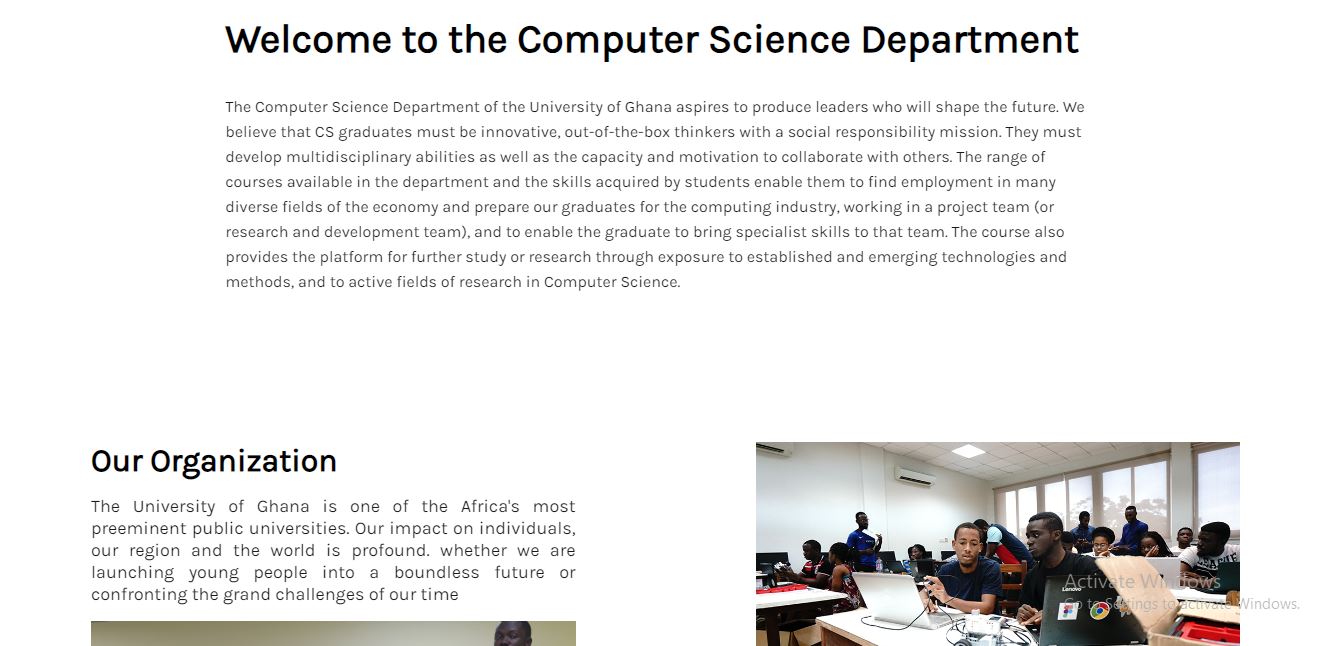 Welcome to the Computer Science Department
The Computer Science Department of the University of Ghana aspires to produce leaders who will shape the future. We
believe that CS graduates must be innovative, out-of-the-box thinkers with a social responsibility mission. They must
develop multidisciplinary abilities as well as the capacity and motivation to collaborate with others. The range of
courses available in the department and the skills acquired by students enable them to find employment in many
diverse fields of the economy and prepare our graduates for the computing industry, working in a project team (or
research and development team), and to enable the graduate to bring specialist skills to that team. The course also
provides the platform for further study or research through exposure to established and emerging technologies and
methods, and to active fields of research in Computer Science.
Our Organization
The University of Ghana is one of the Africa's most
preeminent public universities. Our impact on individuals,
our region and the world is profound. whether we are
launching young people into a boundless future or
confronting the grand challenges of our time
Activate Windows
Go to Settings to activate Windows.
Lenovo